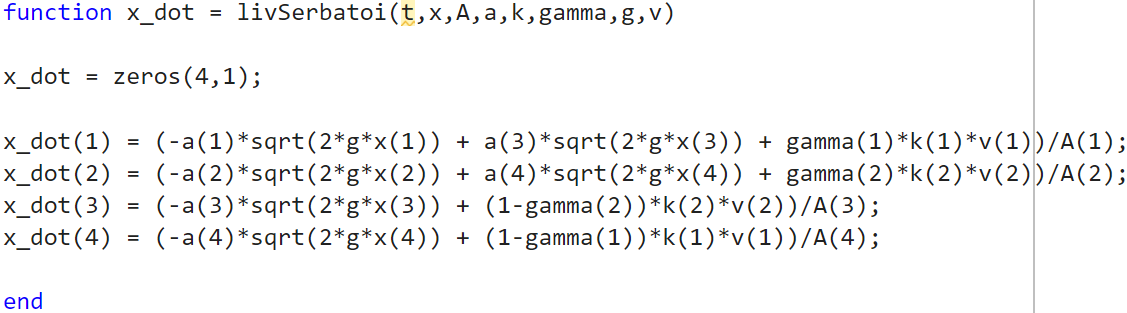 function x_dot = livSerbatoi(t,x,A,a,k,gamma,g,v)
x_dot = zeros(4,1);
x_dot(1) = (-a(1)*sqrt(2*g*x(1)) + a(3)*sqrt(2*g*x(3)) + gamma(1)*k(1)*v(1))/A(1);
x_dot(2) = (-a(2)*sqrt(2*g*x(2)) + a(4)*sqrt(2*g*x(4)) + gamma(2)*k(2)*v(2))/A(2);
x_dot(3) = (-a(3)*sqrt(2*g*x(3)) + (1-gamma(2))*k(2)*v(2))/A(3);
x_dot(4) = (-a(4)*sqrt(2*g*x(4)) + (1-gamma(1))*k(1)*v(1))/A(4);
end